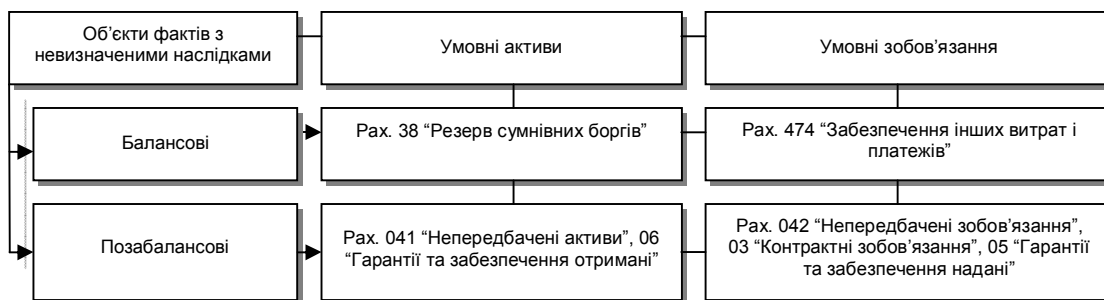 Об’єкти фактів з
невизначеними наслідками
Умовні активи
Умовні зобов’язання
Балансові
Рах. 38 “Резерв сумнівних боргів”
Рах. 474 “Забезпечення інших витрат і
платежів”
Позабалансові
Рах. 041 “Непередбачені активи”, 06
“Гарантії та забезпечення отримані”
Рах. 042 “Непередбачені зобов’язання”,
03 “Контрактні зобов’язання”, 05 “Гарантії
та забезпечення надані”